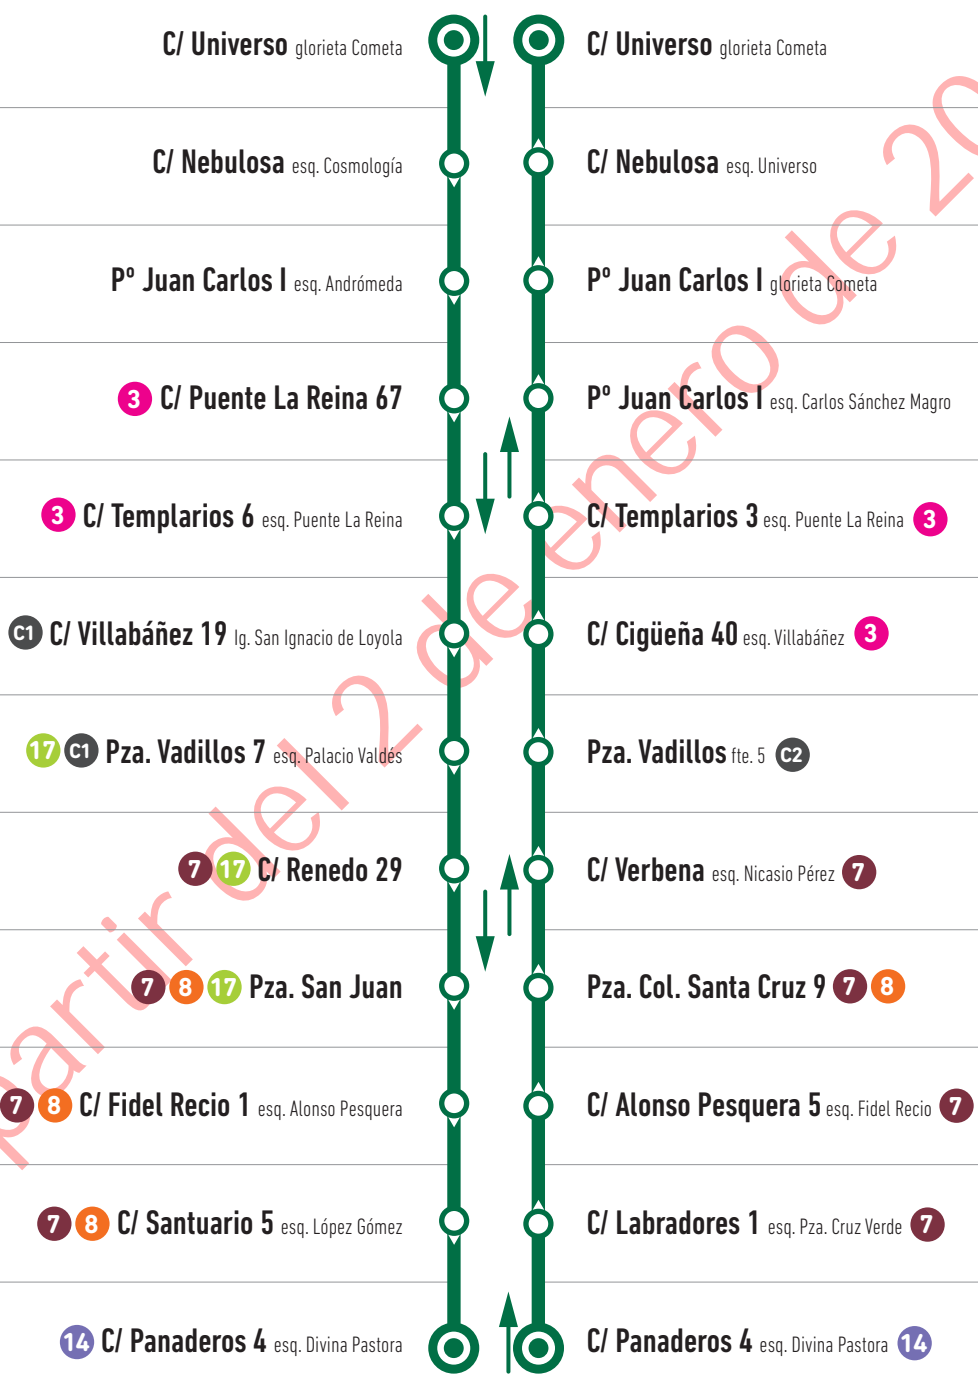 C/ Universo glorieta Cometa
C/ Universo glorieta Cometa
C/ Nebulosa esq. Cosmología
C/ Nebulosa esq. Universo
Pº Juan Carlos I esq. Andrómeda
Pº Juan Carlos I glorieta Cometa
3 C/ Puente La Reina 67
Pº Juan Carlos I esq. Carlos Sánchez Magro
3 C/ Templarios 6 esq. Puente La Reina
C/ Templarios 3 esq. Puente La Reina 3
C1 C/ Villabáñez 19 Ig. San Ignacio de Loyola
C/ Cigüeña 40 esq. Villabáñez 3
17 C1 Pza. Vadillos 7 esq. Palacio Valdés
Pza. Vadillos fte. 5 C2
7 17 C/ Renedo 29
C/ Verbena esq. Nicasio Pérez 7
7 8 17 Pza. San Juan
Pza. Col. Santa Cruz 9 7 8
7 8 C/ Fidel Recio 1 esq. Alonso Pesquera
C/ Alonso Pesquera 5 esq. Fidel Recio 7
7 8 C/ Santuario 5 esq. López Gómez
C/ Labradores 1 esq. Pza. Cruz Verde 7
14 C/ Panaderos 4 esq. Divina Pastora
C/ Panaderos 4 esq. Divina Pastora 14
partir del 2 de enero de 20